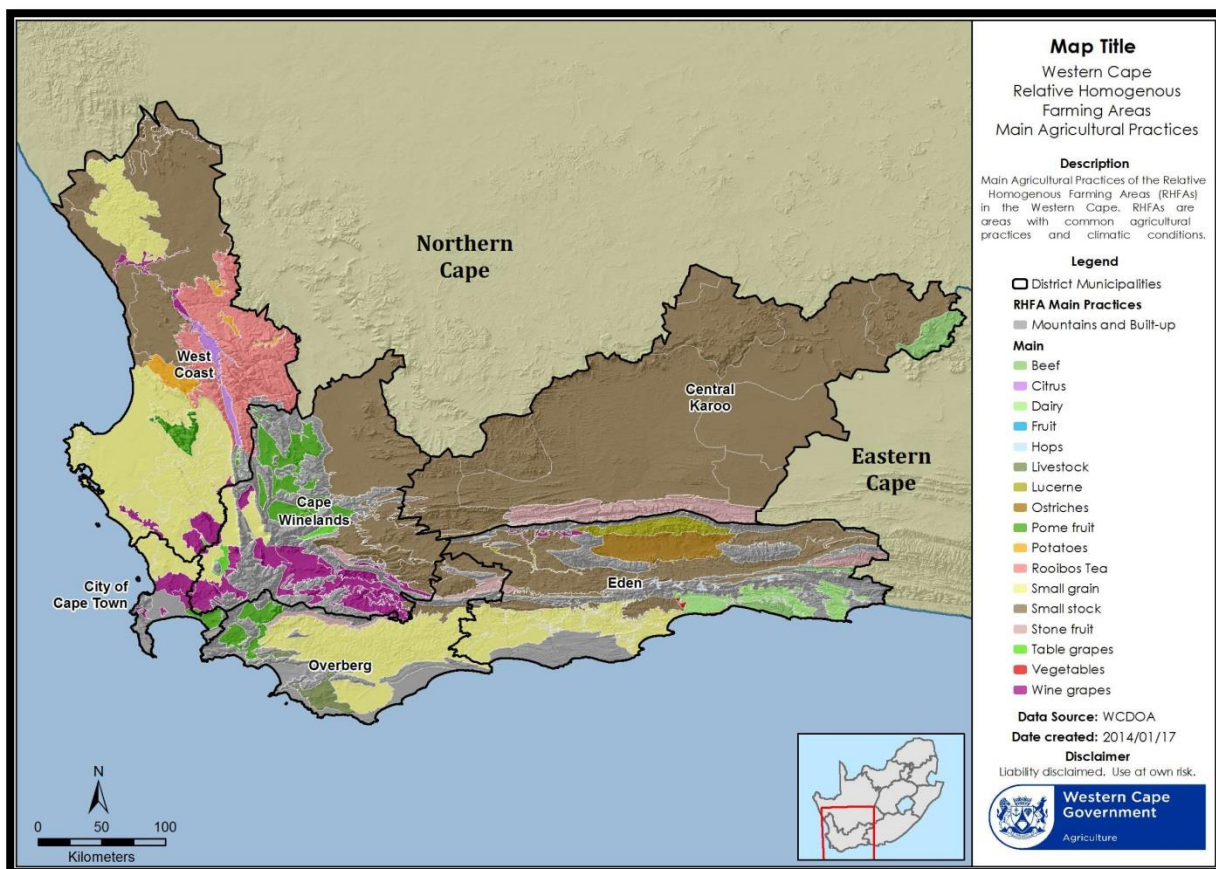 Northern
Cape
West
Coast
Central
Karoo
Eastern
Cape
Cape
Winelands
City of
Cape Town
Eden
Overberg
N
0 50 100
Kilometers
Map Title
Western Cape
Relative Homogenous
Farming Areas
Main Agricultural Practices
Description
Main Agricultural Practices of the Relative
Homogenous Farming Areas (RHFAs)
in the Western Cape. RHFAs are
areas with common agricultural
practices and climatic conditions.
Legend
District Municipalities
RHFA Main Practices
Mountains and Built-up
Main
Beef
Citrus
Dairy
Fruit
Hops
Livestock
Lucerne
Ostriches
Pome fruit
Potatoes
Rooibos Tea
Small grain
Small stock
Stone fruit
Table grapes
Vegetables
Wine grapes
Data Source: WCDOA
Date created: 2014/01/17
Disclaimer
Liability disclaimed. Use at own risk.
Western Cape
Government
Agriculture